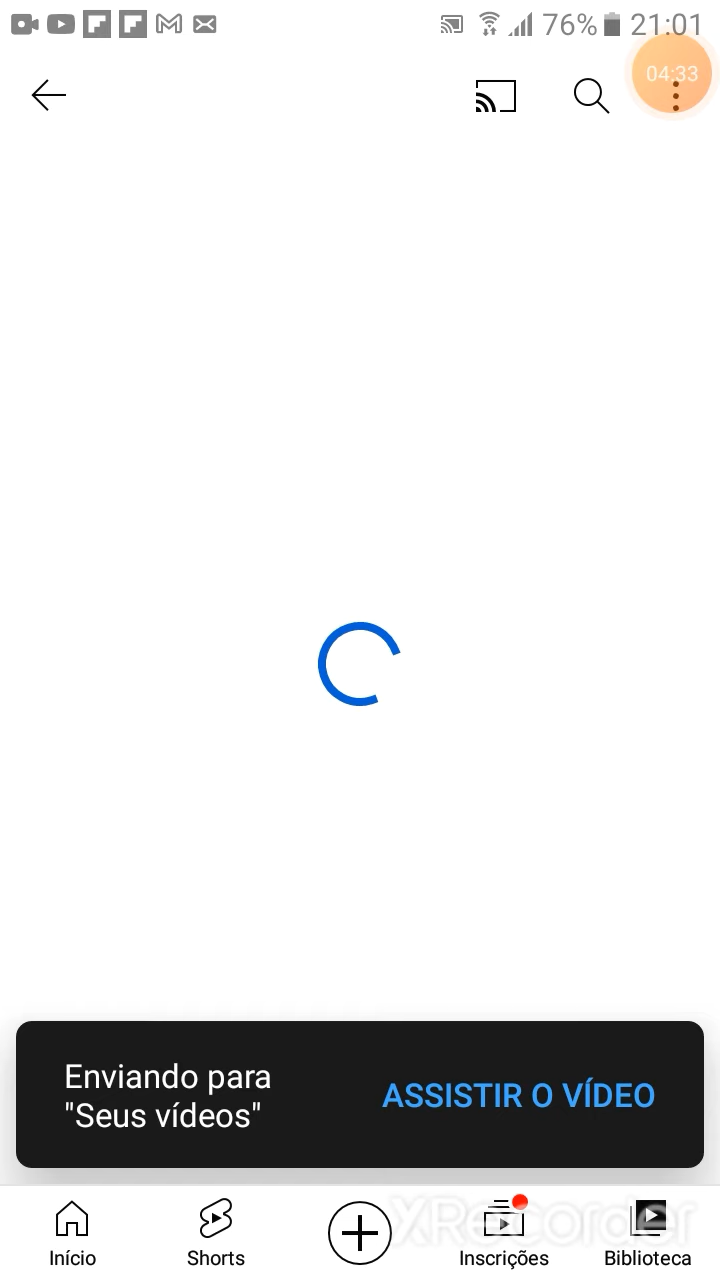 76% 21:01
04:33
Enviando para
"Seus vídeos"
ASSISTIR O VÍDEO
XRecorder
Início
Shorts
Inscrições
Biblioteca